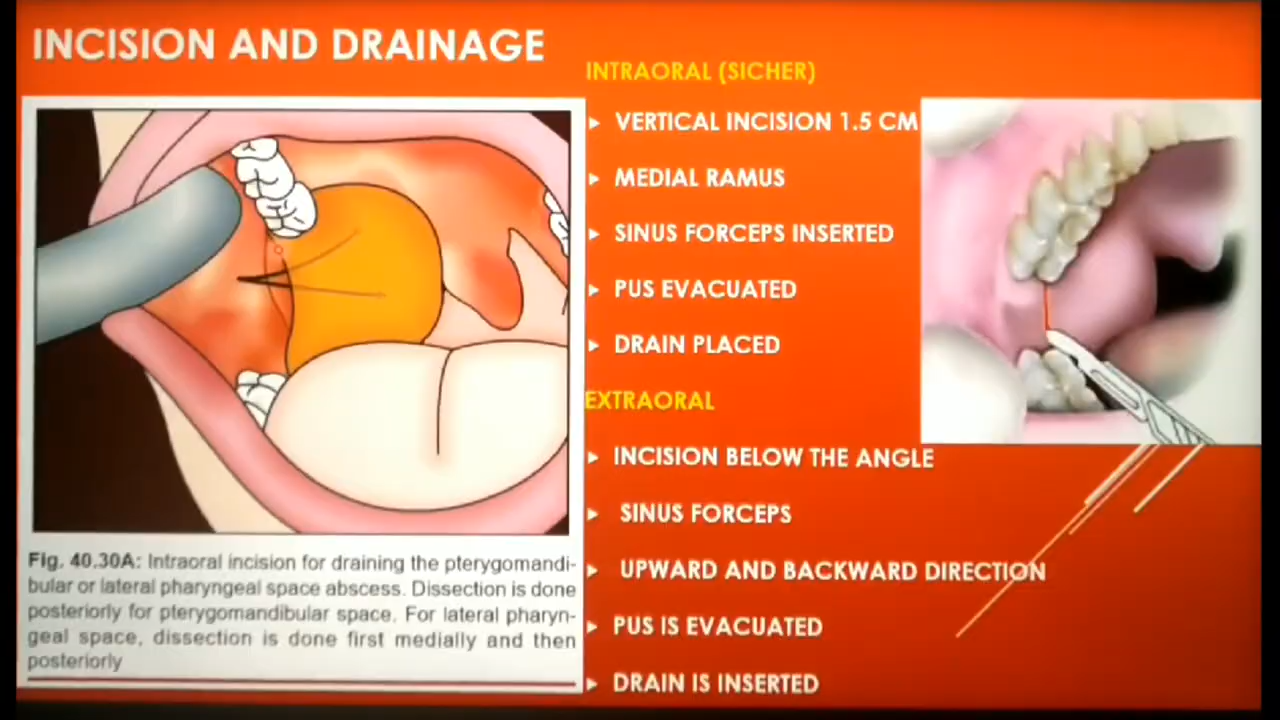 INCISION AND DRAINAGE
INTRAORAL (SICHER)
▸ VERTICAL INCISION 1.5 CM
▸ MEDIAL RAMUS
▸ SINUS FORCEPS INSERTED
▸ PUS EVACUATED
▸ DRAIN PLACED
EXTRAORAL
▸ INCISION BELOW THE ANGLE
▸ SINUS FORCEPS
▸ UPWARD AND BACKWARD DIRECTION
▸ PUS IS EVACUATED
▸ DRAIN IS INSERTED
Fig. 40.30A: Intraoral incision for draining the pterygomandi-
bular or lateral pharyngeal space abscess. Dissection is done
posteriorly for pterygomandibular space. For lateral pharyn-
geal space, dissection is done first medially and then
posteriorly